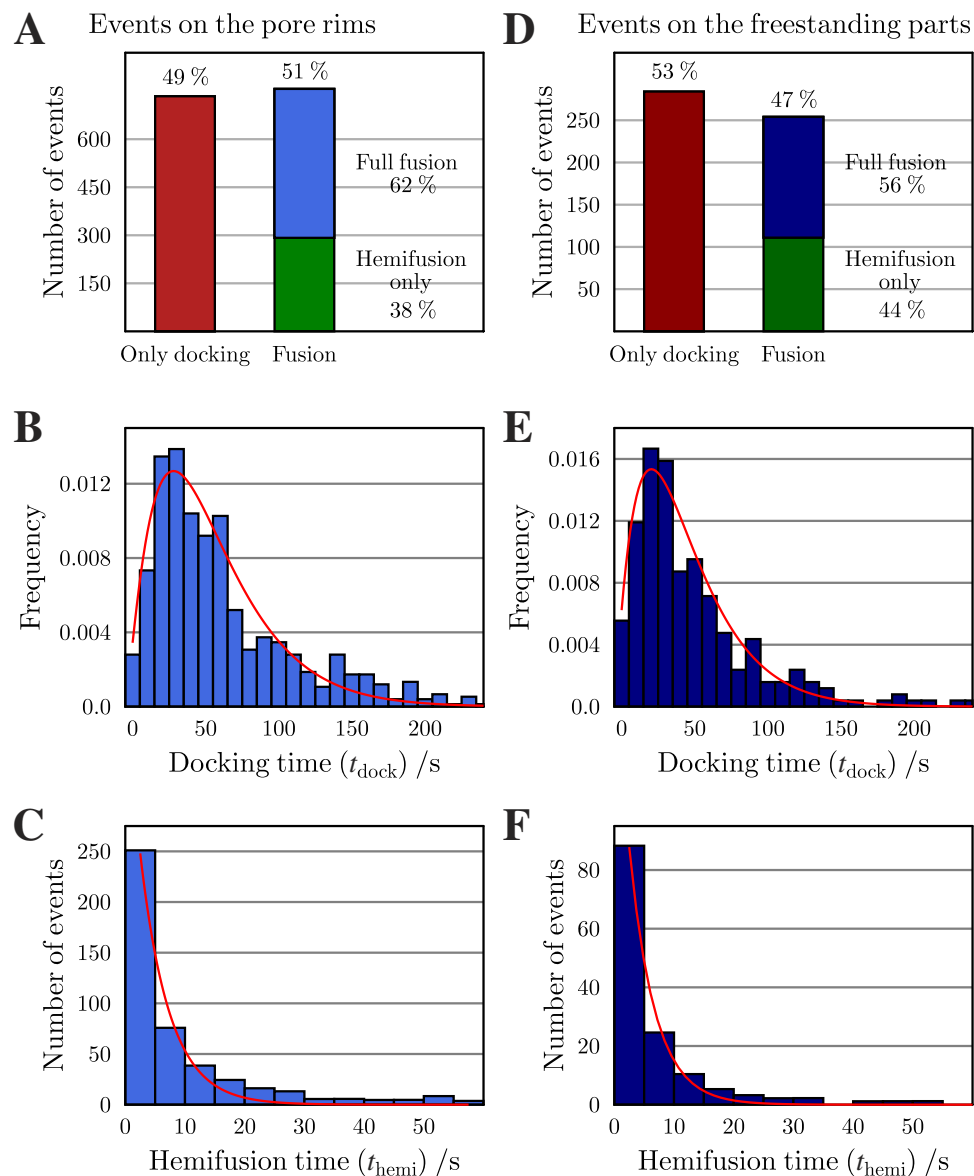 A Events on the pore rims
Number of events
600
450
300
150
49 %
51 %
Full fusion
62 %
Hemifusion
only
38 %
Only docking Fusion
D Events on the freestanding parts
Number of events
250
200
150
100
50
53 %
47 %
Full fusion
56 %
Hemifusion
only
44 %
Only docking Fusion
B
Frequency
0.012
0.008
0.004
0.0
0 50 100 150 200
Docking time (t_dock) /s
E
Frequency
0.016
0.012
0.008
0.004
0.0
0 50 100 150 200
Docking time (t_dock) /s
C
Number of events
250
200
150
100
50
0
0 10 20 30 40 50
Hemifusion time (t_hemi) /s
F
Number of events
80
60
40
20
0
0 10 20 30 40 50
Hemifusion time (t_hemi) /s